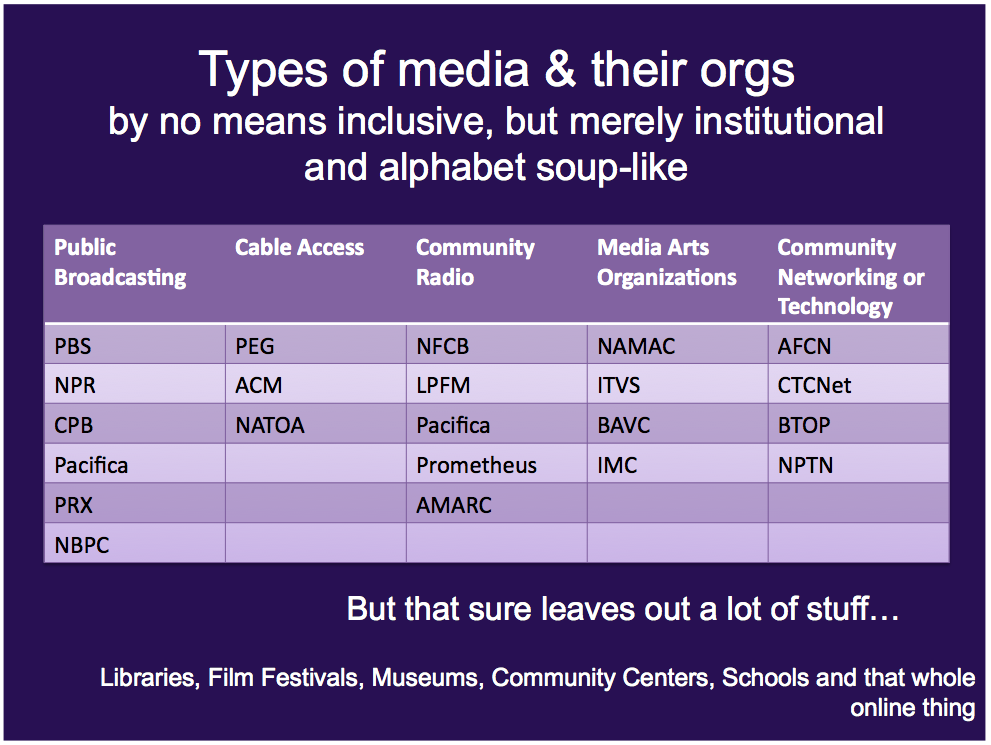 Types of media & their orgs
by no means inclusive, but merely institutional
and alphabet soup-like
Public Broadcasting Cable Access Community Radio Media Arts Organizations Community Networking or Technology
PBS PEG NFCB NAMAC AFCN
NPR ACM LPFM ITVS CTCNet
CPB NATOA Pacifica BAVC BTOP
Pacifica Prometheus IMC NPTN
PRX AMARC
NBPC
But that sure leaves out a lot of stuff…
Libraries, Film Festivals, Museums, Community Centers, Schools and that whole
online thing